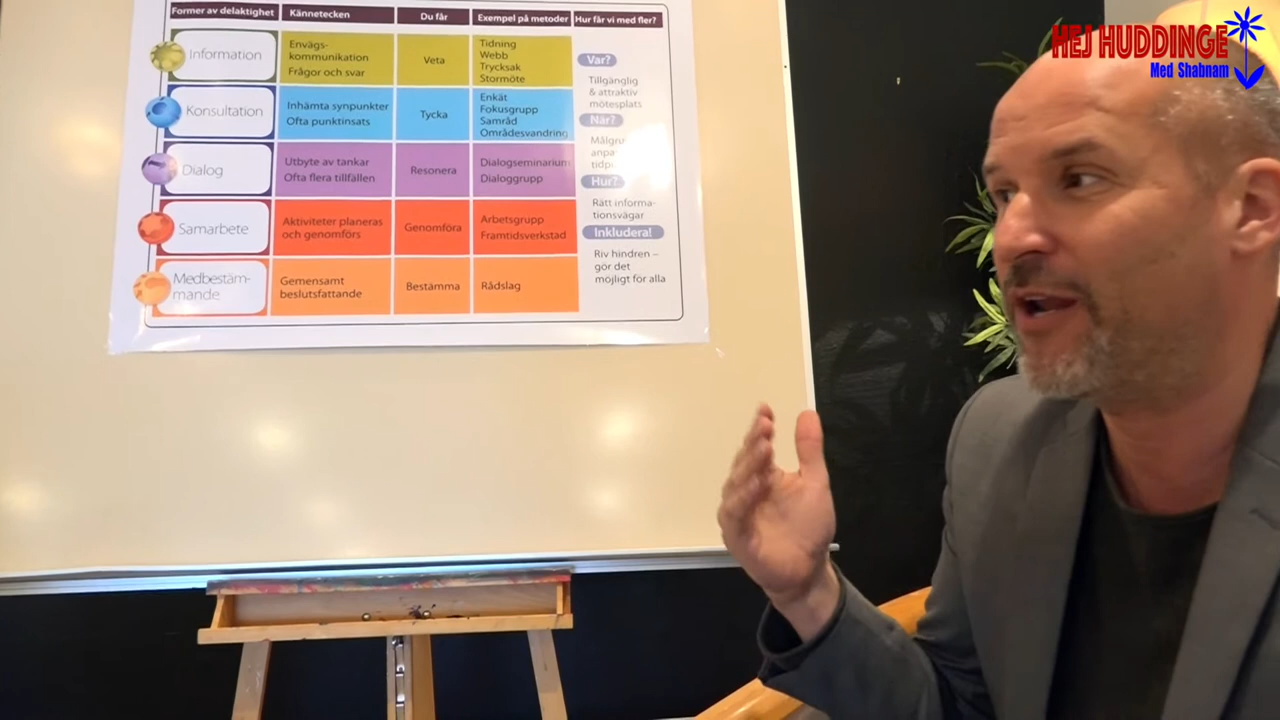 HEJ HUDDINGE
Med Shabnam
Former av delaktighet
Kännetecken
Du får
Exempel på metoder
Hur får vi med fler?
Information
Envägs-
kommunikation
Frågor och svar
Veta
Tidning
Webb
Trycksak
Stormöte
Konsultation
Inhämta synpunkter
Ofta punktinsats
Tycka
Enkät
Fokusgrupp
Samråd
Områdesvandring
Dialog
Utbyte av tankar
Ofta flera tillfällen
Resonera
Dialogseminarium
Dialoggrupp
Samarbete
Aktiviteter planeras
och genomförs
Genomföra
Arbetsgrupp
Framtidsverkstad
Medbestäm-
mande
Gemensamt
beslutsfattande
Bestämma
Rådslag
Var?
Tillgänglig
& attraktiv
mötesplats
När?
Hur?
Rätt informa-
tionsvägar
Inkludera!
Riv hindren –
gör det
möjligt för alla